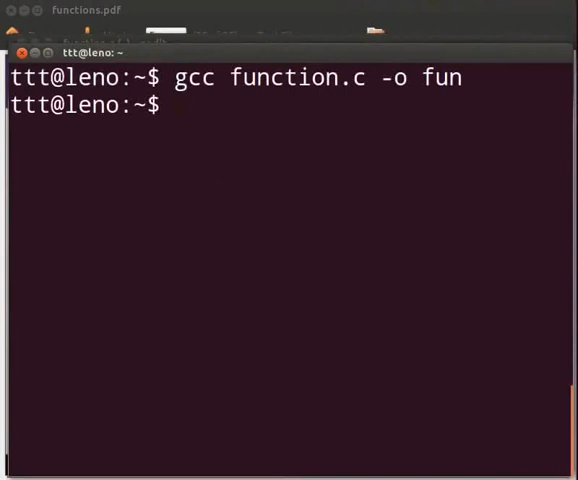 functions.pdf
ttt@leno: ~
ttt@leno:~$ gcc function.c -o fun
ttt@leno:~$